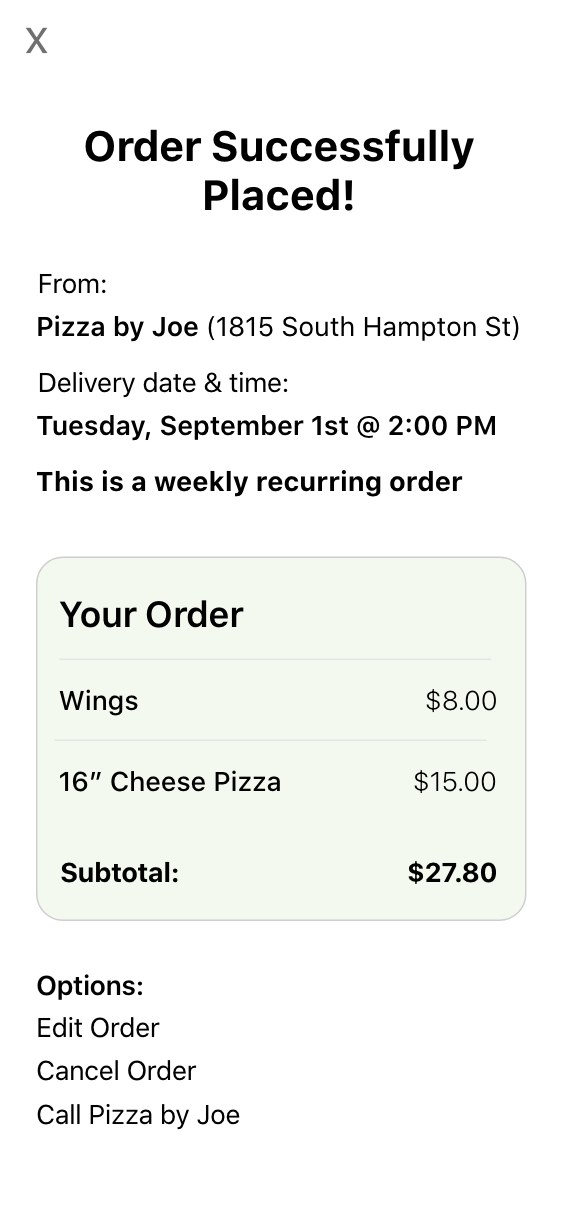 X
Order Successfully
Placed!
From:
Pizza by Joe (1815 South Hampton St)
Delivery date & time:
Tuesday, September 1st @ 2:00 PM
This is a weekly recurring order
Your Order
Wings $8.00
16” Cheese Pizza $15.00
Subtotal: $27.80
Options:
Edit Order
Cancel Order
Call Pizza by Joe